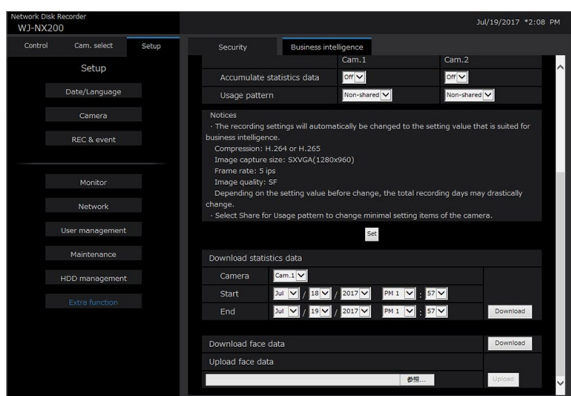 Network Disk Recorder
WJ-NX200
Jul/19/2017 *2:08 PM
Control Cam. select Setup
Setup
Date/Language
Camera
REC & event
Monitor
Network
User management
Maintenance
HDD management
Extra function
Security Business intelligence
Cam.1 Cam.2
Accumulate statistics data Off Off
Usage pattern Non-shared Non-shared
Notices
- The recording settings will automatically be changed to the setting value that is suited for
business intelligence.
Compression: H.264 or H.265
Image capture size: SXVGA(1280x960)
Frame rate: 5 ips
Image quality: SF
Depending on the setting value before change, the total recording days may drastically
change.
- Select Share for Usage pattern to change minimal setting items of the camera.
Set
Download statistics data
Camera Cam.1
Start Jul / 18 / 2017 PM 1 : 57
End Jul / 19 / 2017 PM 1 : 57 Download
Download face data Download
Upload face data
参照... Upload